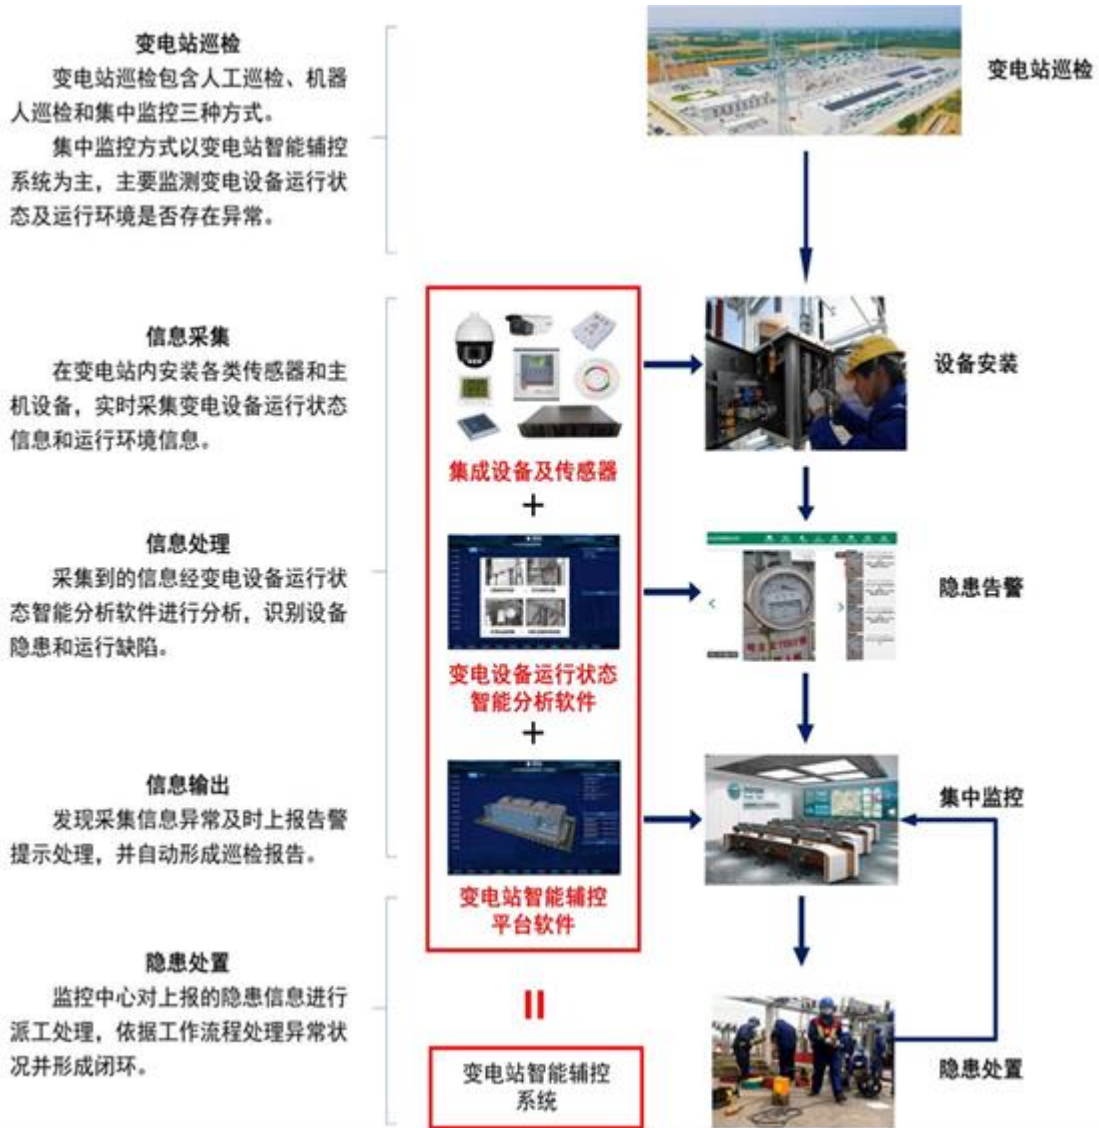 变电站巡检
变电站巡检包含人工巡检、机器
人巡检和集中监控三种方式。
集中监控方式以变电站智能辅控
系统为主，主要监测变电设备运行状
态及运行环境是否存在异常。
变电站巡检
信息采集
在变电站内安装各类传感器和主
机设备，实时采集变电设备运行状态
信息和运行环境信息。
集成设备及传感器
+
设备安装
信息处理
采集到的信息经变电设备运行状
态智能分析软件进行分析，识别设备
隐患和运行缺陷。
变电设备运行状态
智能分析软件
+
隐患告警
信息输出
发现采集信息异常及时上报告警
提示处理，并自动形成巡检报告。
变电站智能辅控
平台软件
集中监控
隐患处置
监控中心对上报的隐患信息进行
派工处理，依据工作流程处理异常状
况并形成闭环。
变电站智能辅控
系统
隐患处置